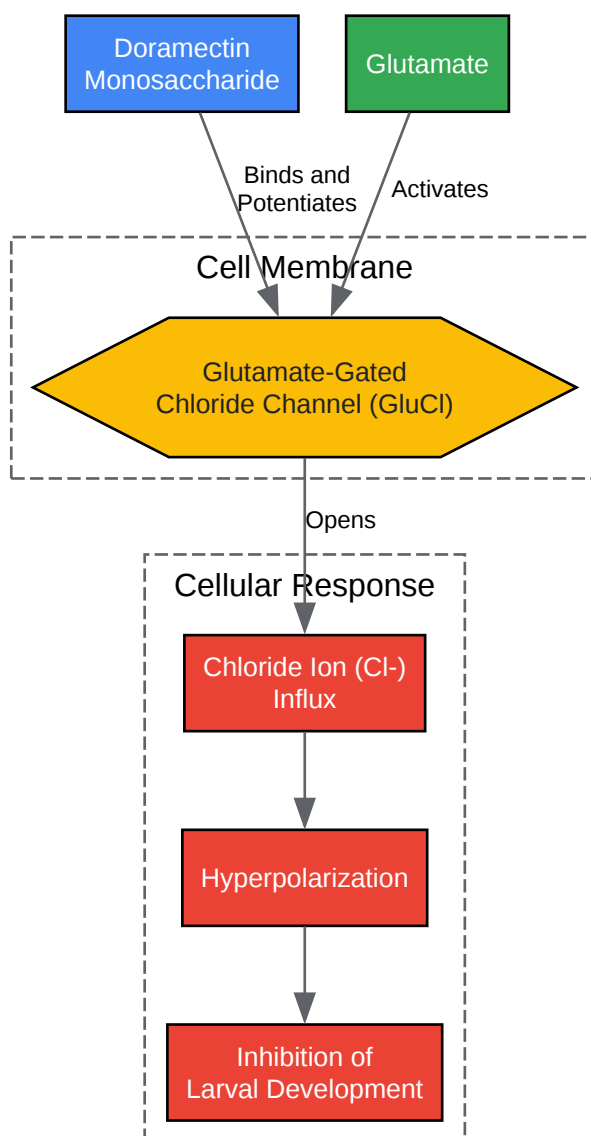 Doramectin
Monosaccharide
Glutamate
Binds and
Potentiates
Activates
Cell Membrane
Glutamate-Gated
Chloride Channel (GluCl)
Opens
Cellular Response
Chloride Ion (Cl-)
Influx
Hyperpolarization
Inhibition of
Larval Development